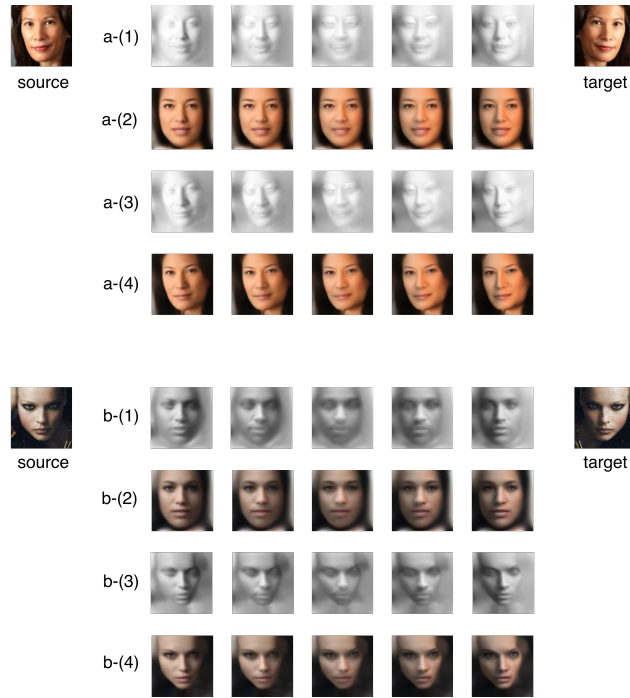 a-(1)
source
target
a-(2)
a-(3)
a-(4)
b-(1)
source
target
b-(2)
b-(3)
b-(4)